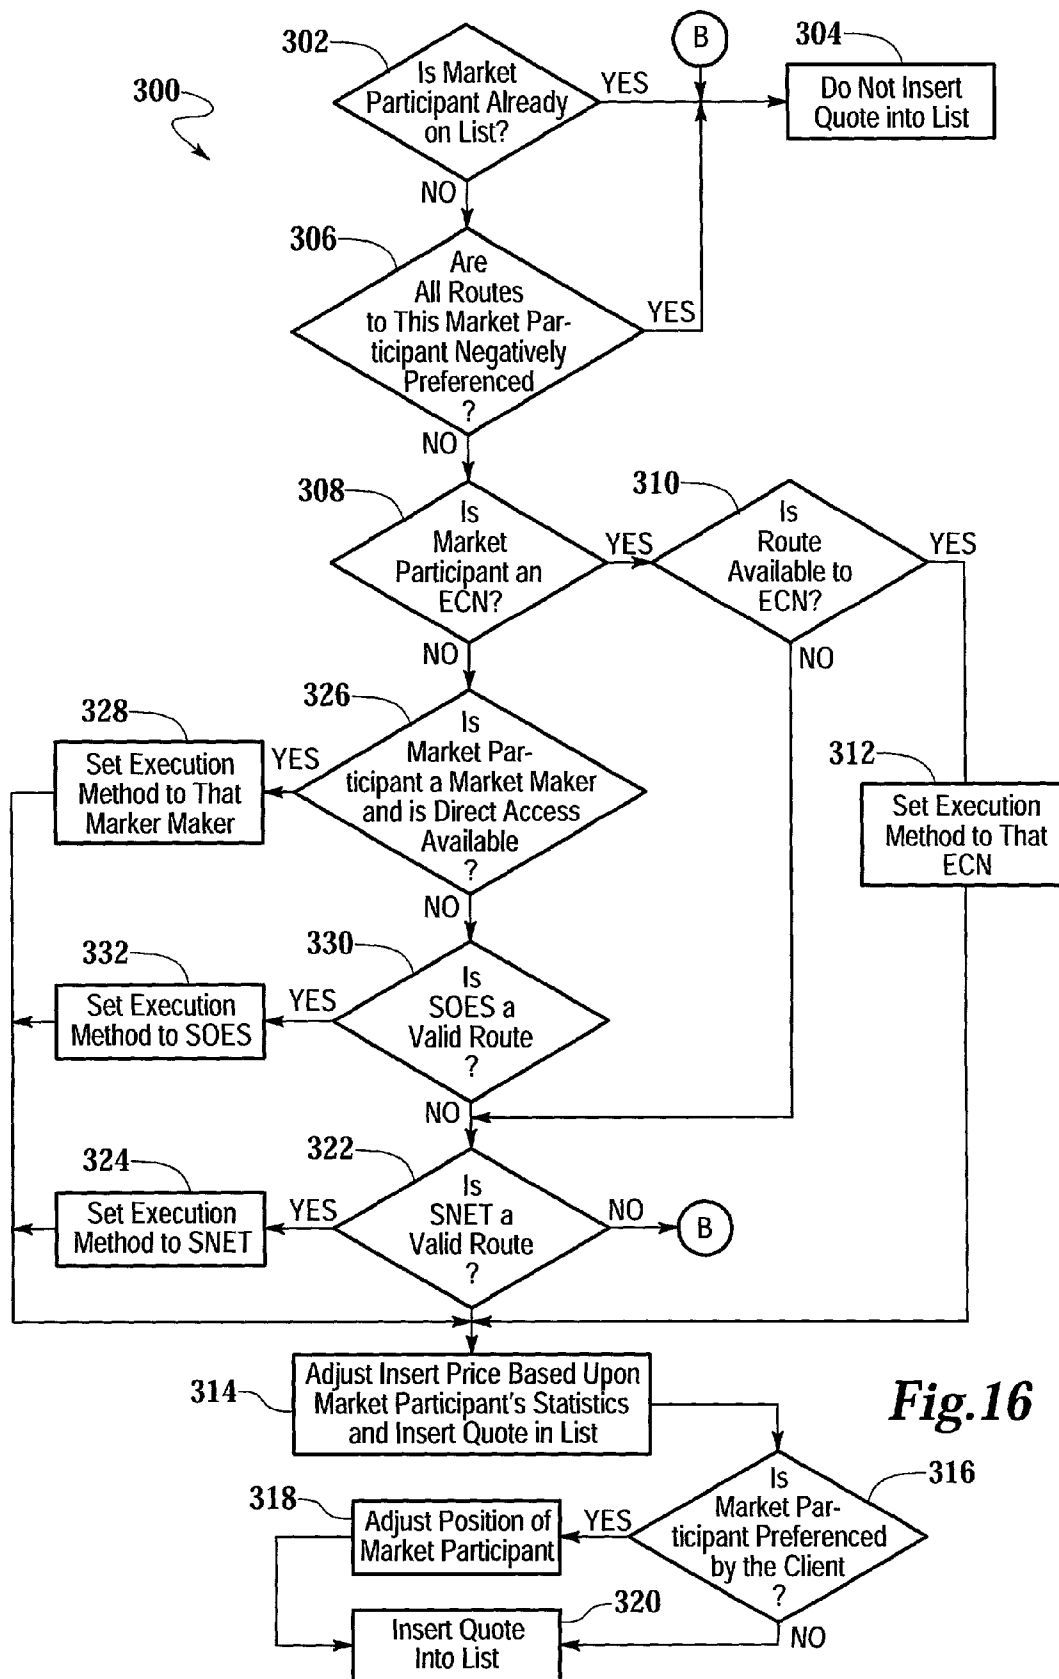 302
Is Market
Participant Already
on List?
YES
B
304
Do Not Insert
Quote into List
300
NO
306
Are
All Routes
to This Market Par-
ticipant Negatively
Preferenced
?
YES
NO
308
Is
Market
Participant an
ECN?
YES
310
Is
Route
Available to
ECN?
YES
NO
NO
326
Is
Market Par-
ticipant a Market Maker
and is Direct Access
Available
?
YES
328
Set Execution
Method to That
Marker Maker
312
Set Execution
Method to That
ECN
NO
330
Is
SOES a
Valid Route
?
YES
332
Set Execution
Method to SOES
NO
322
Is
SNET a
Valid Route
?
YES
324
Set Execution
Method to SNET
NO
B
314
Adjust Insert Price Based Upon
Market Participant's Statistics
and Insert Quote in List
Fig.16
316
Is
Market Par-
ticipant Preferenced
by the Client
?
YES
318
Adjust Position of
Market Participant
NO
320
Insert Quote
Into List